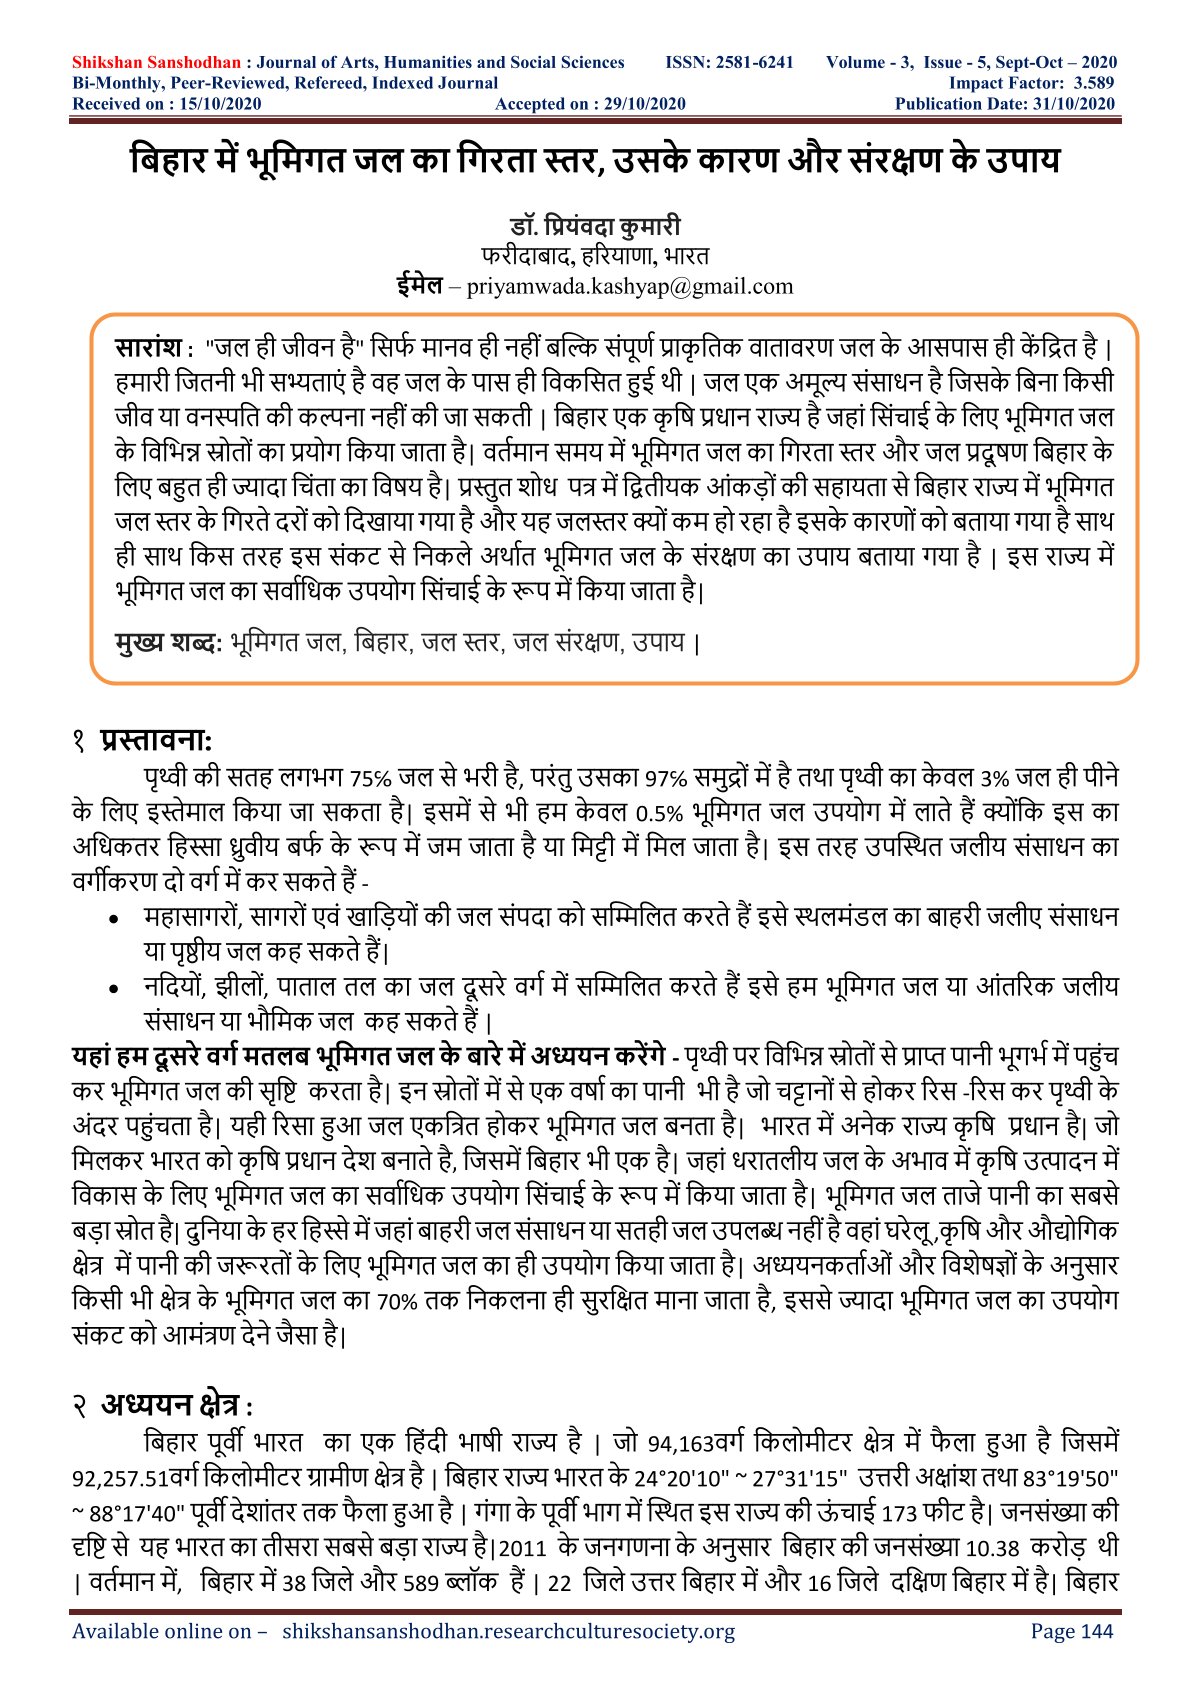 Shikshan Sanshodhan : Journal of Arts, Humanities and Social Sciences ISSN: 2581-6241 Volume - 3, Issue - 5, Sept-Oct – 2020
Bi-Monthly, Peer-Reviewed, Refereed, Indexed Journal Impact Factor: 3.589
Received on : 15/10/2020 Accepted on : 29/10/2020 Publication Date: 31/10/2020
बिहार में भूमिगत जल का गिरता स्तर, उसके कारण और संरक्षण के उपाय
डॉ. प्रियंवदा कुमारी
फरीदाबाद, हरियाणा, भारत
ईमेल – priyamwada.kashyap@gmail.com
सारांश : "जल ही जीवन है" सिर्फ मानव ही नहीं बल्कि संपूर्ण प्राकृतिक वातावरण जल के आसपास ही केंद्रित है |
हमारी जितनी भी सभ्यताएं है वह जल के पास ही विकसित हुई थी | जल एक अमूल्य संसाधन है जिसके बिना किसी
जीव या वनस्पति की कल्पना नहीं की जा सकती | बिहार एक कृषि प्रधान राज्य है जहां सिंचाई के लिए भूमिगत जल
के विभिन्न स्रोतों का प्रयोग किया जाता है| वर्तमान समय में भूमिगत जल का गिरता स्तर और जल प्रदूषण बिहार के
लिए बहुत ही ज्यादा चिंता का विषय है| प्रस्तुत शोध पत्र में द्वितीयक आंकड़ों की सहायता से बिहार राज्य में भूमिगत
जल स्तर के गिरते दरों को दिखाया गया है और यह जलस्तर क्यों कम हो रहा है इसके कारणों को बताया गया है साथ
ही साथ किस तरह इस संकट से निकले अर्थात भूमिगत जल के संरक्षण का उपाय बताया गया है | इस राज्य में
भूमिगत जल का सर्वाधिक उपयोग सिंचाई के रूप में किया जाता है|
मुख्य शब्द: भूमिगत जल, बिहार, जल स्तर, जल संरक्षण, उपाय |
१ प्रस्तावना:
पृथ्वी की सतह लगभग 75% जल से भरी है, परंतु उसका 97% समुद्रों में है तथा पृथ्वी का केवल 3% जल ही पीने
के लिए इस्तेमाल किया जा सकता है| इसमें से भी हम केवल 0.5% भूमिगत जल उपयोग में लाते हैं क्योंकि इस का
अधिकतर हिस्सा ध्रुवीय बर्फ के रूप में जम जाता है या मिट्टी में मिल जाता है| इस तरह उपस्थित जलीय संसाधन का
वर्गीकरण दो वर्ग में कर सकते हैं -
• महासागरों, सागरों एवं खाड़ियों की जल संपदा को सम्मिलित करते हैं इसे स्थलमंडल का बाहरी जलीए संसाधन
या पृष्ठीय जल कह सकते हैं|
• नदियों, झीलों, पाताल तल का जल दूसरे वर्ग में सम्मिलित करते हैं इसे हम भूमिगत जल या आंतरिक जलीय
संसाधन या भौमिक जल कह सकते हैं |
यहां हम दूसरे वर्ग मतलब भूमिगत जल के बारे में अध्ययन करेंगे - पृथ्वी पर विभिन्न स्रोतों से प्राप्त पानी भूगर्भ में पहुंच
कर भूमिगत जल की सृष्टि करता है| इन स्रोतों में से एक वर्षा का पानी भी है जो चट्टानों से होकर रिस -रिस कर पृथ्वी के
अंदर पहुंचता है| यही रिसा हुआ जल एकत्रित होकर भूमिगत जल बनता है| भारत में अनेक राज्य कृषि प्रधान है| जो
मिलकर भारत को कृषि प्रधान देश बनाते है, जिसमें बिहार भी एक है| जहां धरातलीय जल के अभाव में कृषि उत्पादन में
विकास के लिए भूमिगत जल का सर्वाधिक उपयोग सिंचाई के रूप में किया जाता है| भूमिगत जल ताजे पानी का सबसे
बड़ा स्रोत है| दुनिया के हर हिस्से में जहां बाहरी जल संसाधन या सतही जल उपलब्ध नहीं है वहां घरेलू ,कृषि और औद्योगिक
क्षेत्र में पानी की जरूरतों के लिए भूमिगत जल का ही उपयोग किया जाता है| अध्ययनकर्ताओं और विशेषज्ञों के अनुसार
किसी भी क्षेत्र के भूमिगत जल का 70% तक निकलना ही सुरक्षित माना जाता है, इससे ज्यादा भूमिगत जल का उपयोग
संकट को आमंत्रण देने जैसा है|
२ अध्ययन क्षेत्र :
बिहार पूर्वी भारत का एक हिंदी भाषी राज्य है | जो 94,163वर्ग किलोमीटर क्षेत्र में फैला हुआ है जिसमें
92,257.51वर्ग किलोमीटर ग्रामीण क्षेत्र है | बिहार राज्य भारत के 24°20'10" ~ 27°31'15" उत्तरी अक्षांश तथा 83°19'50"
~ 88°17'40" पूर्वी देशांतर तक फैला हुआ है | गंगा के पूर्वी भाग में स्थित इस राज्य की ऊंचाई 173 फीट है| जनसंख्या की
दृष्टि से यह भारत का तीसरा सबसे बड़ा राज्य है|2011 के जनगणना के अनुसार बिहार की जनसंख्या 10.38 करोड़ थी
| वर्तमान में, बिहार में 38 जिले और 589 ब्लॉक हैं | 22 जिले उत्तर बिहार में और 16 जिले दक्षिण बिहार में है| बिहार
Available online on – shikshansanshodhan.researchculturesociety.org Page 144